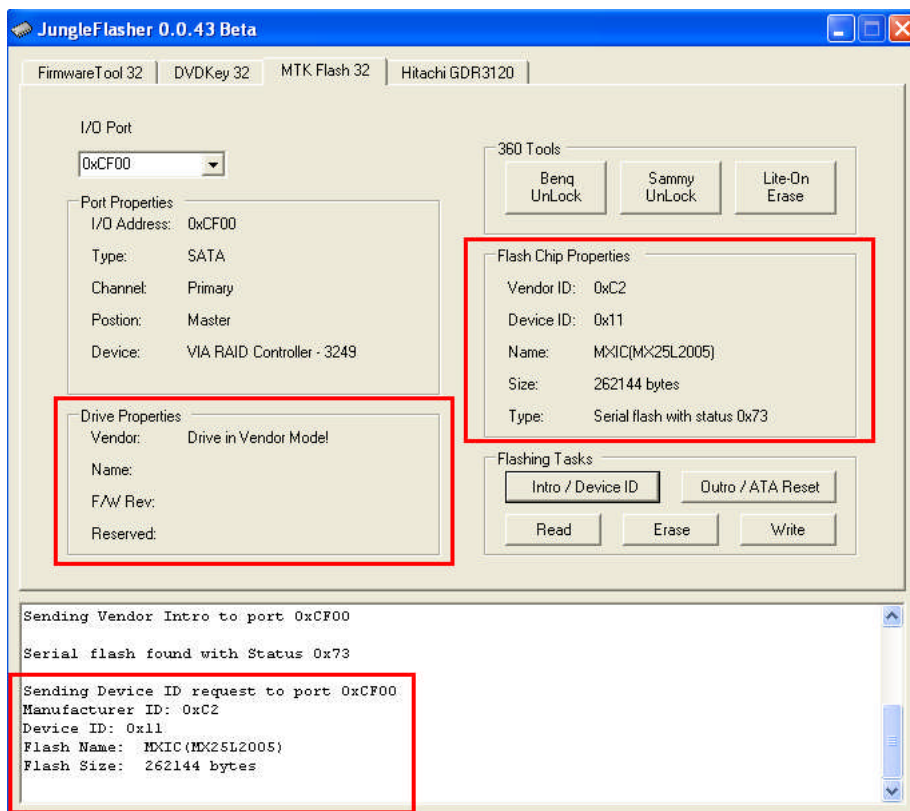 JungleFlasher 0.0.43 Beta
FirmwareTool 32
DVDKey 32
MTK Flash 32
Hitachi GDR3120
I/O Port
0xCF00
Port Properties
I/O Address: 0xCF00
Type: SATA
Channel: Primary
Postion: Master
Device: VIA RAID Controller - 3249
Drive Properties
Vendor: Drive in Vendor Mode!
Name:
F/W Rev:
Reserved:
360 Tools
Benq
UnLock
Sammy
UnLock
Lite-On
Erase
Flash Chip Properties
Vendor ID: 0xC2
Device ID: 0x11
Name: MXIC(MX25L2005)
Size: 262144 bytes
Type: Serial flash with status 0x73
Flashing Tasks
Intro / Device ID
Outro / ATA Reset
Read
Erase
Write
Sending Vendor Intro to port 0xCF00
Serial flash found with Status 0x73
Sending Device ID request to port 0xCF00
Manufacturer ID: 0xC2
Device ID: 0x11
Flash Name: MXIC(MX25L2005)
Flash Size: 262144 bytes